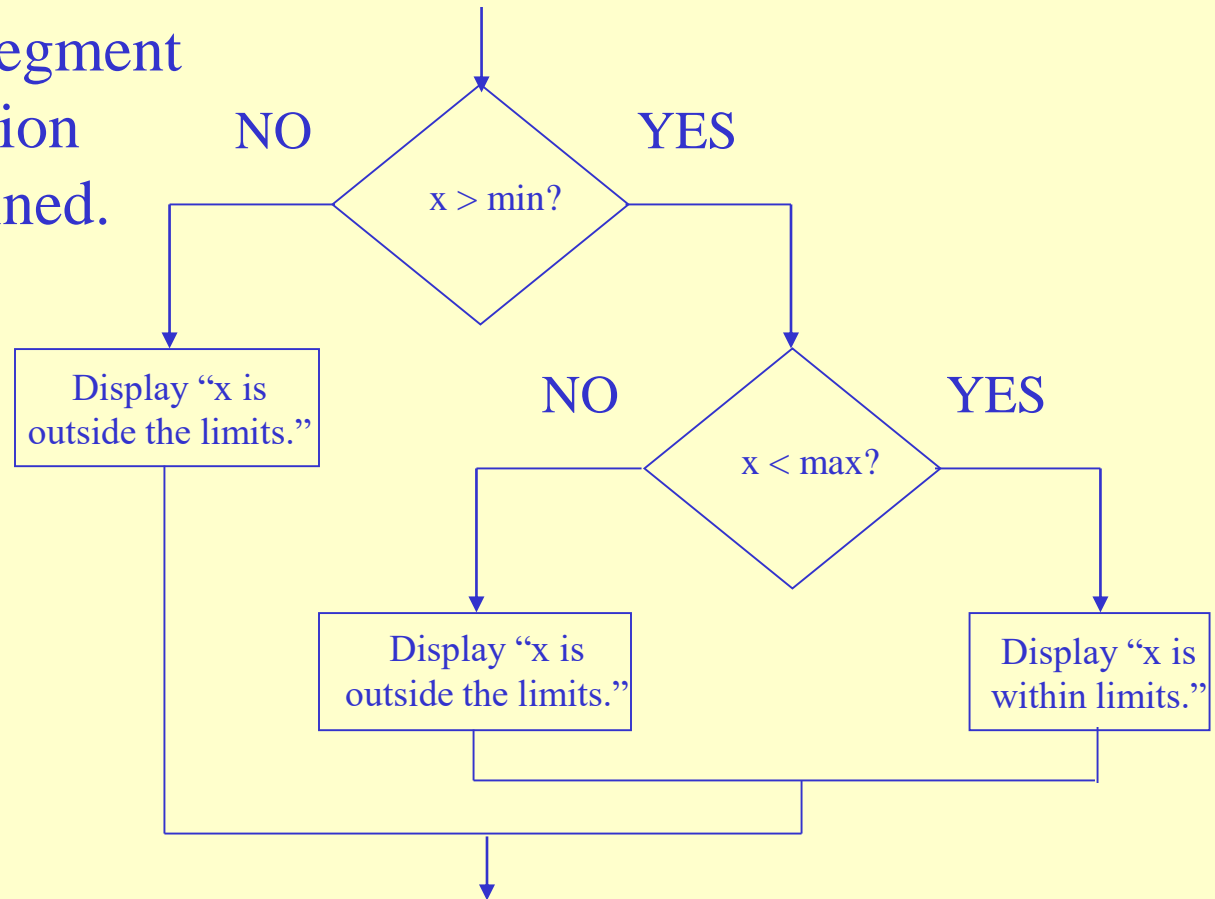 egment
ion
ned.
NO
YES
x > min?
Display “x is
outside the limits.”
NO
YES
x < max?
Display “x is
outside the limits.”
Display “x is
within limits.”